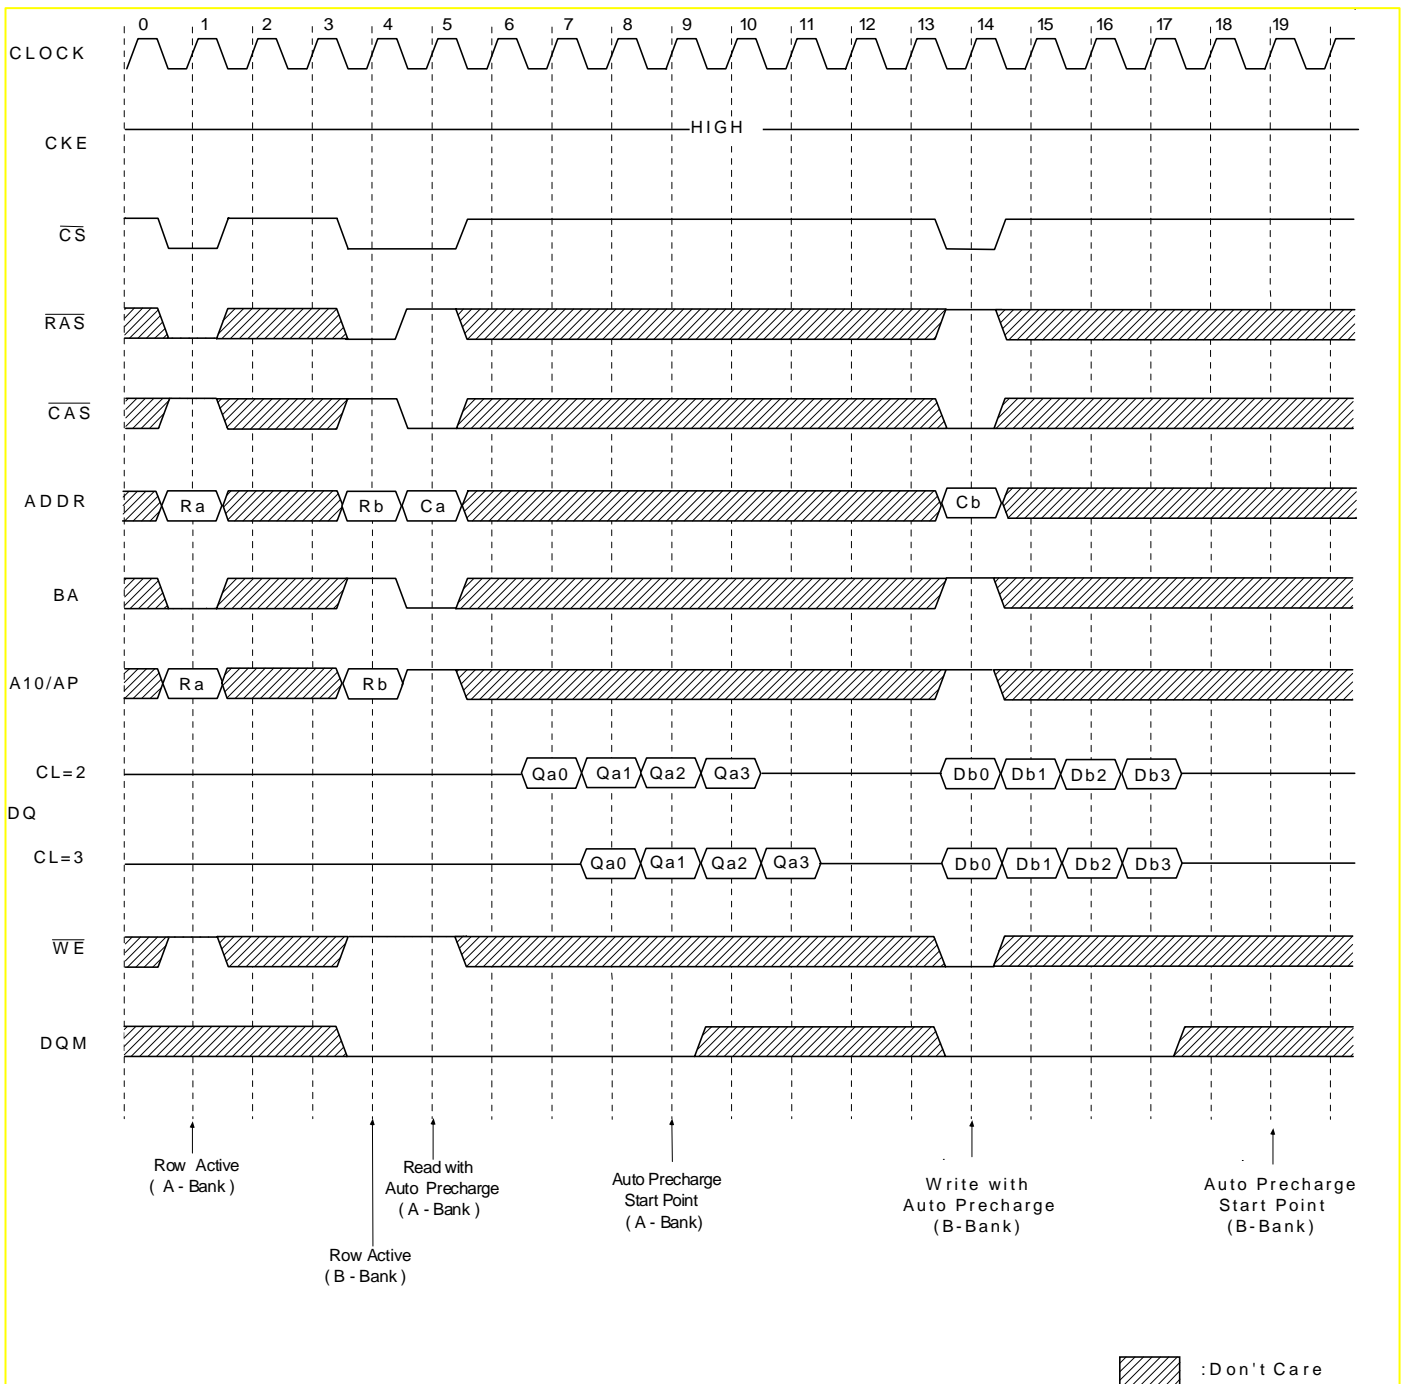 0 1 2 3 4 5 6 7 8 9 10 11 12 13 14 15 16 17 18 19
CLOCK
HIGH
CKE
CS
RAS
CAS
ADDR Ra Rb Ca Cb
BA
A10/AP Ra Rb
CL=2 Qa0 Qa1 Qa2 Qa3 Db0 Db1 Db2 Db3
DQ
CL=3 Qa0 Qa1 Qa2 Qa3 Db0 Db1 Db2 Db3
WE
DQM
Row Active
(A-Bank)
Row Active
(B-Bank)
Read with
Auto Precharge
(A-Bank)
Auto Precharge
Start Point
(A-Bank)
Write with
Auto Precharge
(B-Bank)
Auto Precharge
Start Point
(B-Bank)
:Don't Care